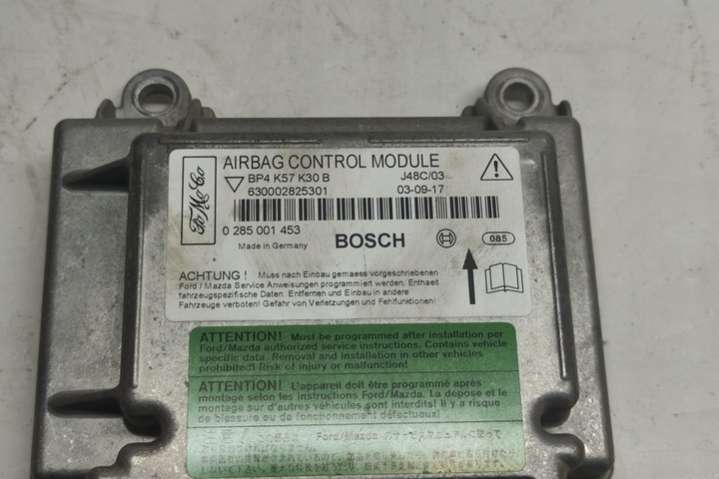 FoMoCo
AIRBAG CONTROL MODULE
BP4 K57 K30 B
J48C/03
630002825301
03-09-17
0 285 001 453
Made in Germany
BOSCH
085
ACHTUNG ! Muss nach Einbau gemaess vorgeschriebenen
Ford / Mazda Service Anweisungen programmiert werden. Enthaelt
fahrzeugspezifische Daten. Entfernen und Einbau in andere
Fahrzeuge verboten! Gefahr von Verletzungen und Fehlfunktionen!
ATTENTION! Must be programmed after installation per
Ford/Mazda authorized service instructions. Contains vehicle
specific data. Removal and installation in other vehicles
prohibited! Risk of injury or malfunction!
ATTENTION! L'appareil doit être programmé après
montage selon les instructions Ford/Mazda. La depose et le
montage sur d'autres véhicules sont interdits! Il y a risque
de blessure ou de fonctionnement défectueux!
Ford/Mazda